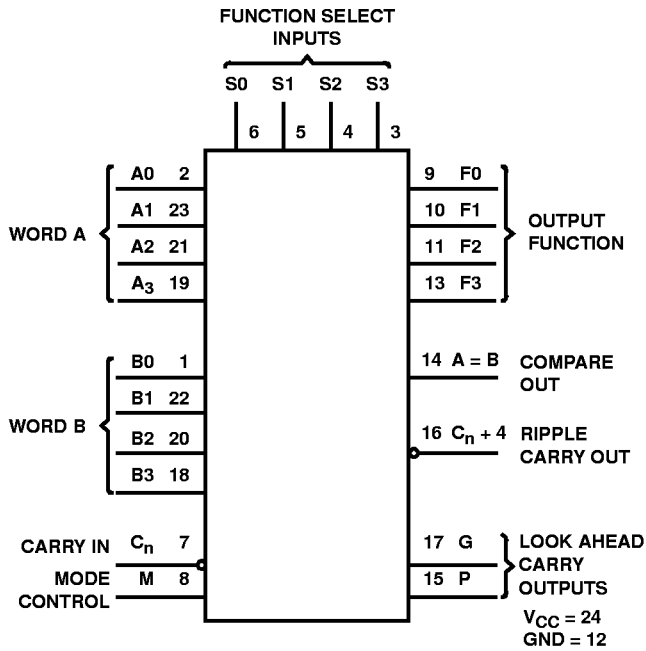 FUNCTION SELECT
INPUTS
S0 S1 S2 S3
6 5 4 3
A0 2
A1 23
WORD A
A2 21
A3 19
9 F0
10 F1
OUTPUT
FUNCTION
11 F2
13 F3
B0 1
B1 22
WORD B
B2 20
B3 18
14 A = B COMPARE
OUT
16 Cn + 4 RIPPLE
CARRY OUT
CARRY IN Cn 7
MODE M 8
CONTROL
17 G LOOK AHEAD
CARRY
15 P OUTPUTS
VCC = 24
GND = 12